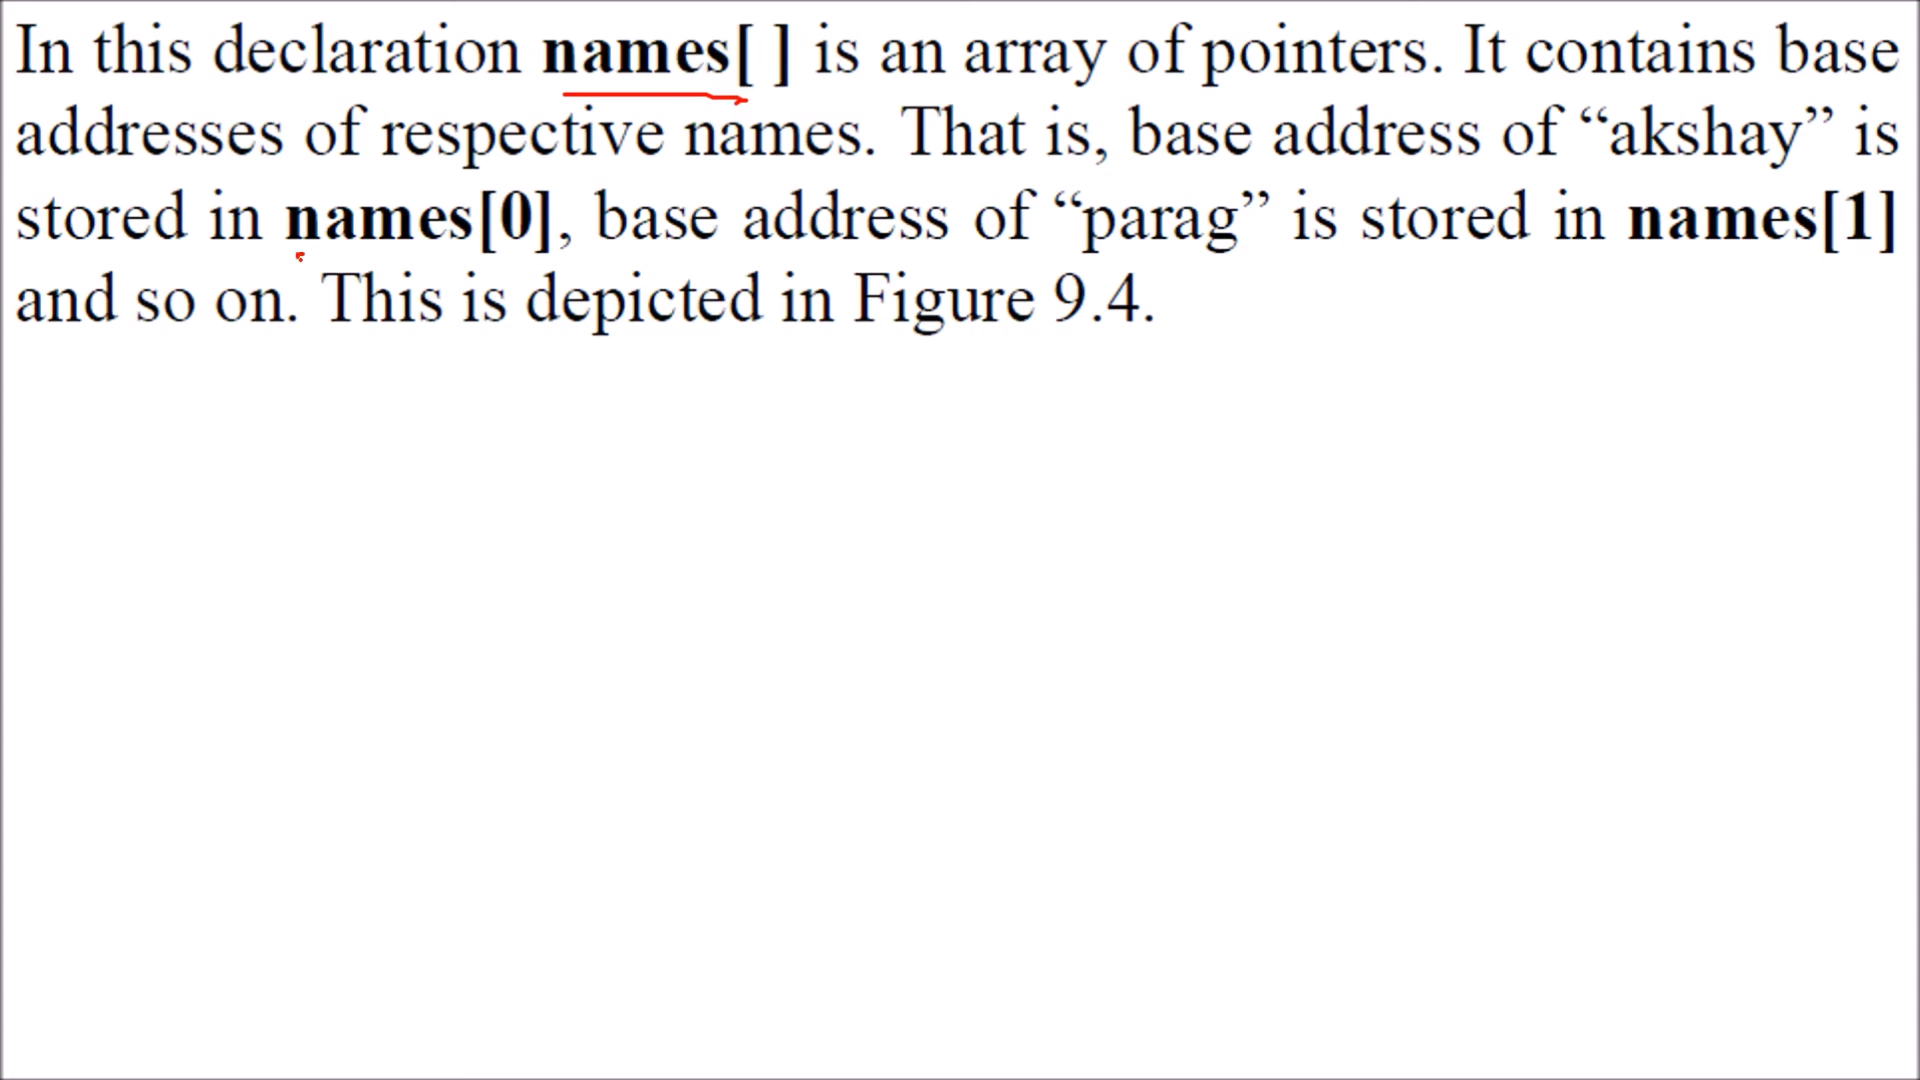 In this declaration names[ ] is an array of pointers. It contains base
addresses of respective names. That is, base address of “akshay” is
stored in names[0], base address of “parag” is stored in names[1]
and so on. This is depicted in Figure 9.4.